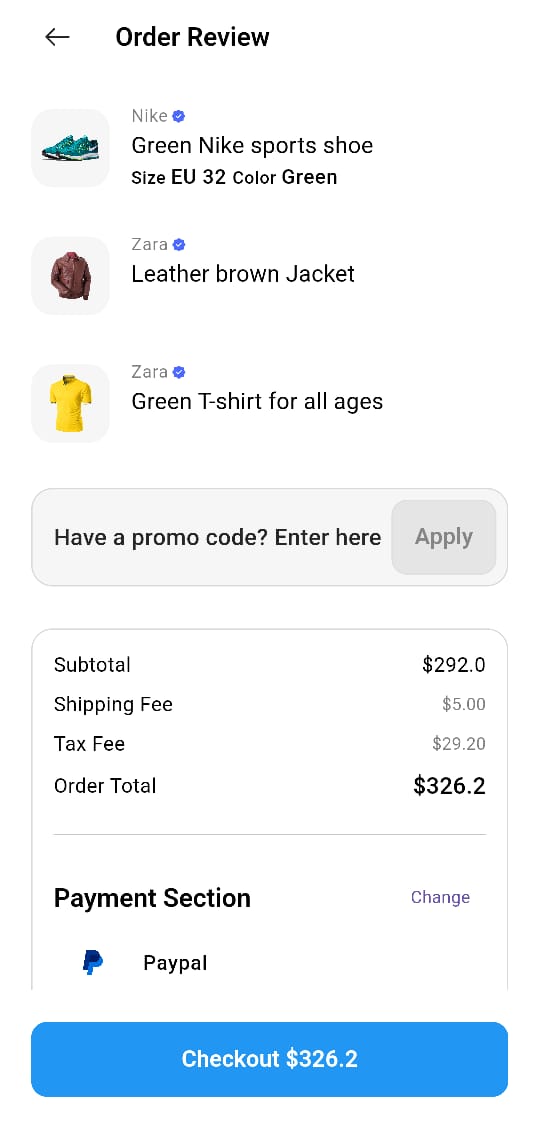 Order Review
Nike
Green Nike sports shoe
Size EU 32 Color Green
Zara
Leather brown Jacket
Zara
Green T-shirt for all ages
Have a promo code? Enter here Apply
Subtotal $292.0
Shipping Fee $5.00
Tax Fee $29.20
Order Total $326.2
Payment Section Change
Paypal
Checkout $326.2